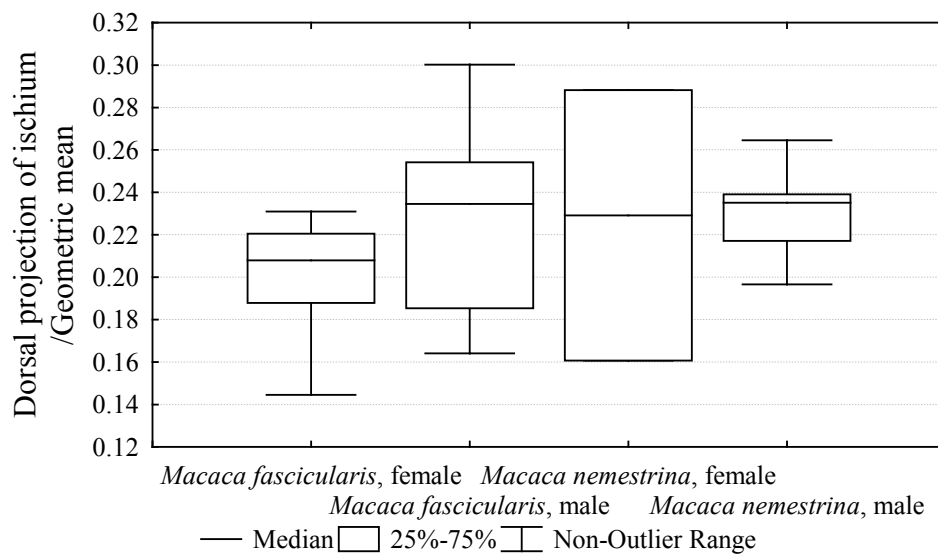 Dorsal projection of ischium
/Geometric mean
0.32
0.30
0.28
0.26
0.24
0.22
0.20
0.18
0.16
0.14
0.12
Macaca fascicularis, female
Macaca nemestrina, female
Macaca fascicularis, male
Macaca nemestrina, male
Median
25%-75%
Non-Outlier Range